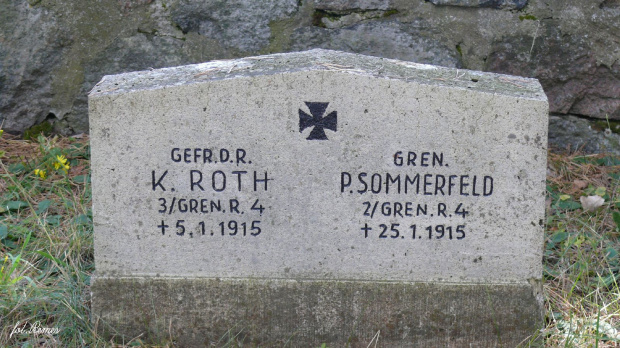 GEFR.D.R.
K. ROTH
3/GREN.R.4
✝5.1.1915
GREN.
P.SOMMERFELD
2/GREN.R.4
✝25.1.1915
fot.Romes